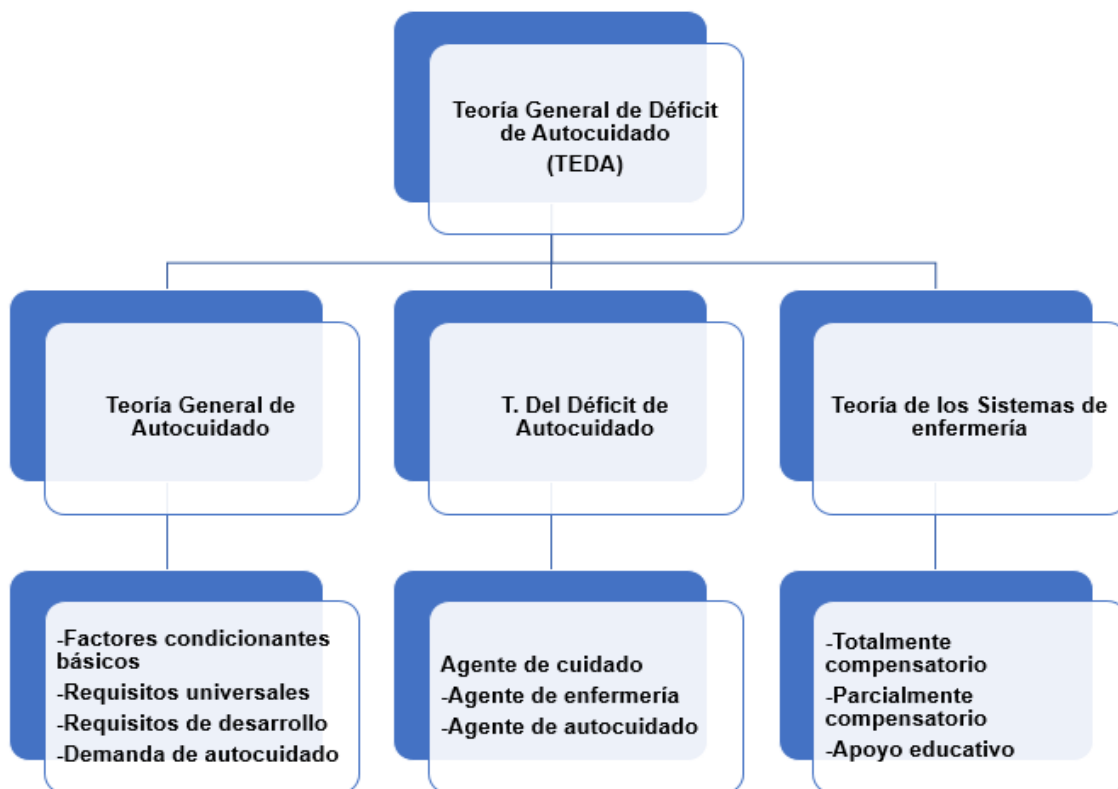 Teoría General de Déficit
de Autocuidado
(TEDA)
Teoría General de
Autocuidado
T. Del Déficit de
Autocuidado
Teoría de los Sistemas de
enfermería
-Factores condicionantes
básicos
-Requisitos universales
-Requisitos de desarrollo
-Demanda de autocuidado
Agente de cuidado
-Agente de enfermería
-Agente de autocuidado
-Totalmente
compensatorio
-Parcialmente
compensatorio
-Apoyo educativo